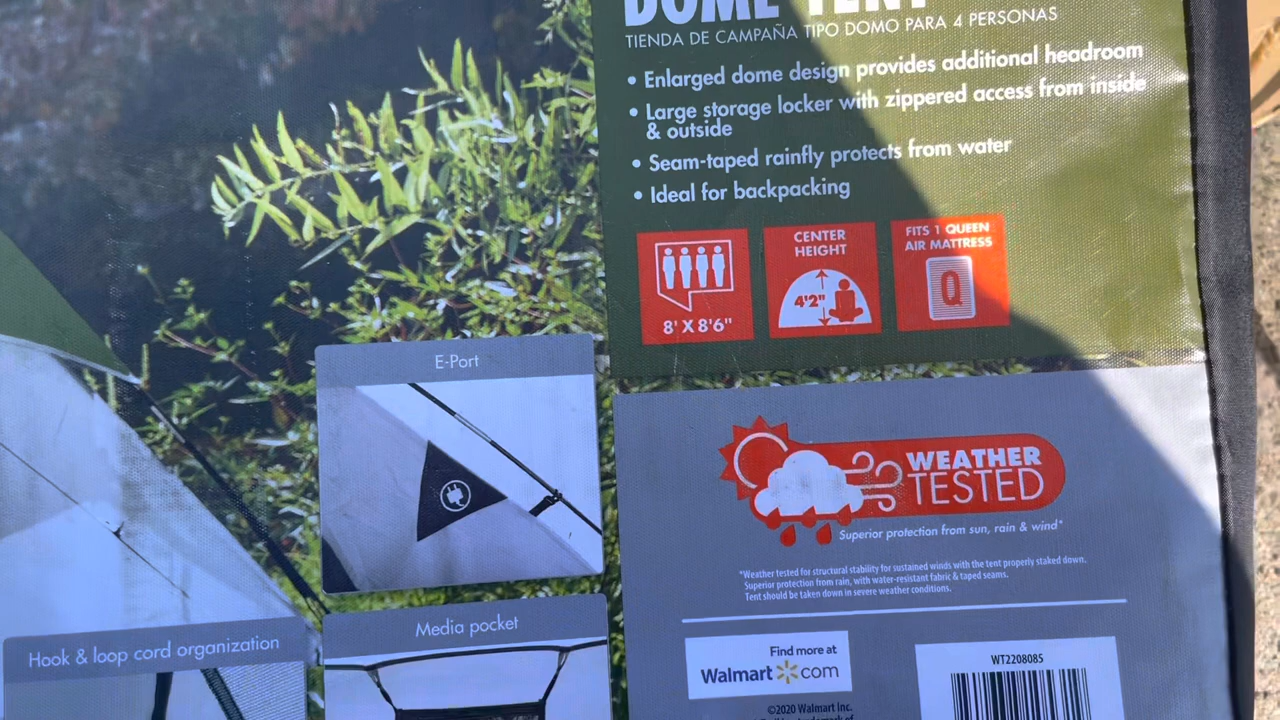 DOME TENT
TIENDA DE CAMPAÑA TIPO DOMO PARA 4 PERSONAS
• Enlarged dome design provides additional headroom
• Large storage locker with zippered access from inside
& outside
• Seam-taped rainfly protects from water
• Ideal for backpacking
8' X 8'6"
CENTER
HEIGHT
4'2"
FITS 1 QUEEN
AIR MATTRESS
Q
E-Port
WEATHER
TESTED
Superior protection from sun, rain & wind*
*Weather tested for structural stability for sustained winds with the tent properly staked down.
Superior protection from rain, with water-resistant fabric & taped seams.
Tent should be taken down in severe weather conditions.
Hook & loop cord organization
Media pocket
Find more at
Walmart com
WT2208085
©2020 Walmart Inc.
trademark of